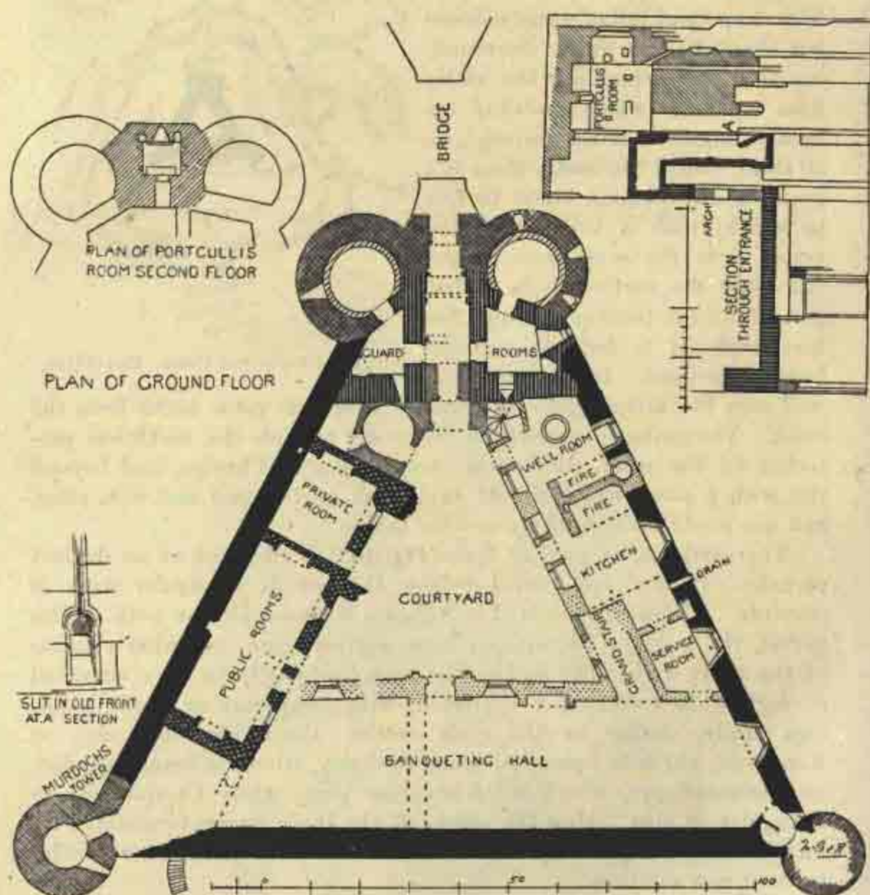 BRIDGE
PORTCULLIS
ROOM
A
ARCH
SECTION
THROUGH ENTRANCE
PLAN OF PORTCULLIS
ROOM SECOND FLOOR
PLAN OF GROUND FLOOR
GUARD
ROOMS
WELL ROOM
FIRE
FIRE
PRIVATE
ROOM
KITCHEN
DRAIN
COURTYARD
PUBLIC ROOMS
GRAND STAIR
SERVICE
ROOM
SLIT IN OLD FRONT
AT.A SECTION
MURDOCHS
TOWER
BANQUETING HALL
0
50
100